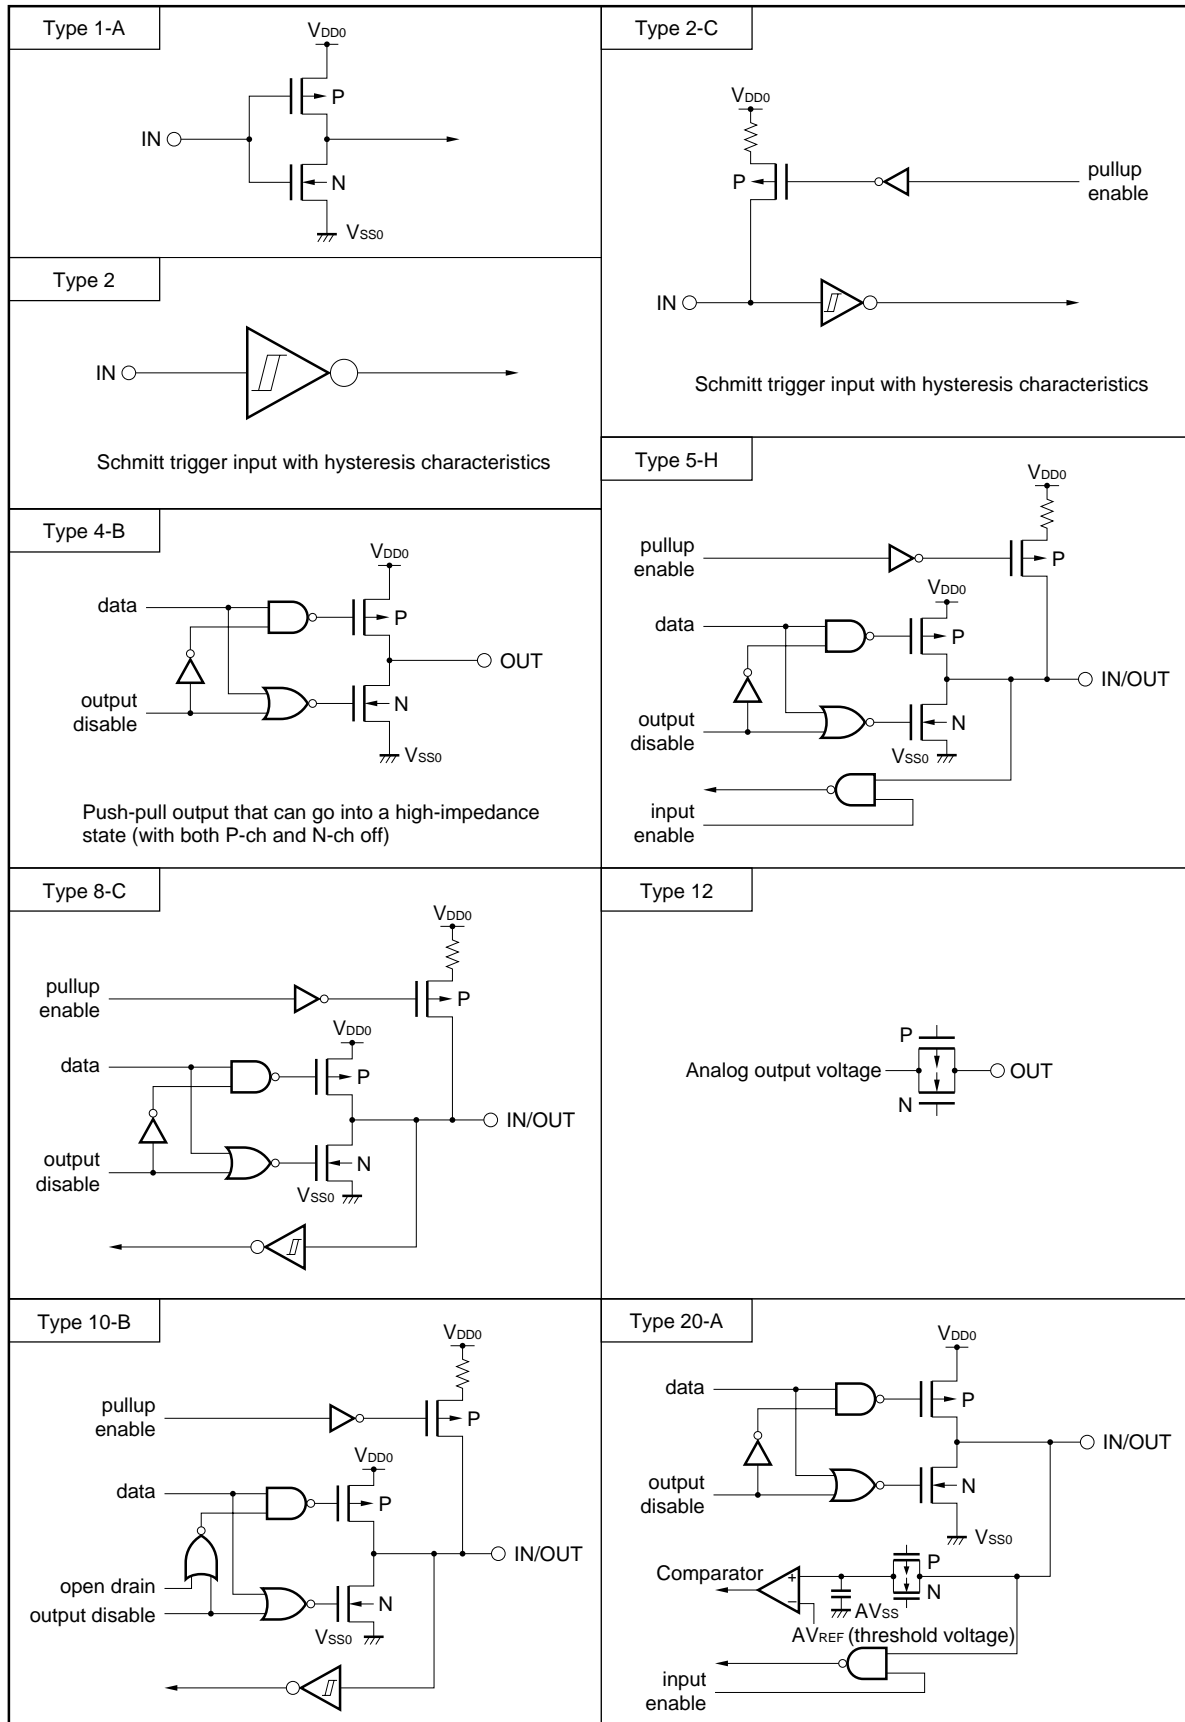 Type 1-A
VDD0
P
IN
N
VSS0
Type 2
IN
Schmitt trigger input with hysteresis characteristics
Type 4-B
VDD0
data
P
OUT
output
disable
N
VSS0
Push-pull output that can go into a high-impedance
state (with both P-ch and N-ch off)
Type 8-C
VDD0
pullup
enable
P
VDD0
data
P
IN/OUT
output
disable
N
VSS0
Type 10-B
VDD0
pullup
enable
P
VDD0
data
P
IN/OUT
open drain
N
output disable
VSS0
Type 2-C
VDD0
P
pullup
enable
IN
Schmitt trigger input with hysteresis characteristics
Type 5-H
VDD0
pullup
enable
P
VDD0
data
P
IN/OUT
output
disable
N
VSS0
input
enable
Type 12
P
Analog output voltage
OUT
N
Type 20-A
VDD0
data
P
IN/OUT
output
disable
N
VSS0
P
Comparator
+
N
−
AVSS
AVREF (threshold voltage)
input
enable